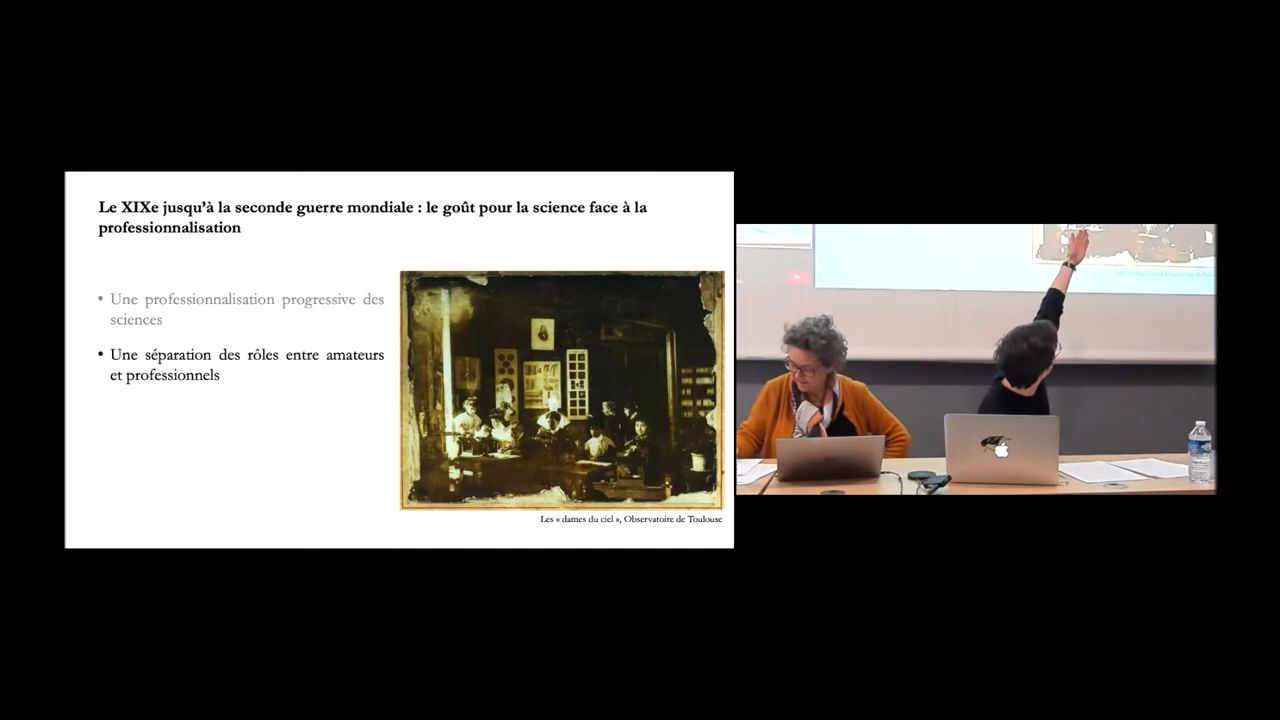 Le XIXe jusqu'à la seconde guerre mondiale : le goût pour la science face à la
professionnalisation
• Une professionnalisation progressive des
sciences
• Une séparation des rôles entre amateurs
et professionnels
Les « dames du ciel », Observatoire de Toulouse